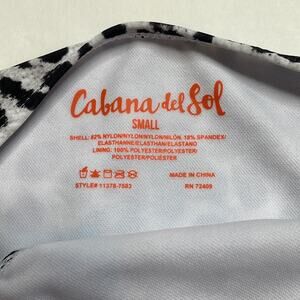 Cabana del Sol
SMALL
SHELL: 82% NYLON/NYLON/NYLON/NILÓN. 18% SPANDEX/
ELASTHANNE/ELASTHAN/ELASTANO
LINING: 100% POLYESTER/POLYESTER/
POLYESTER/POLIÉSTER
STYLE# 11378-7583
MADE IN CHINA
RN 72409